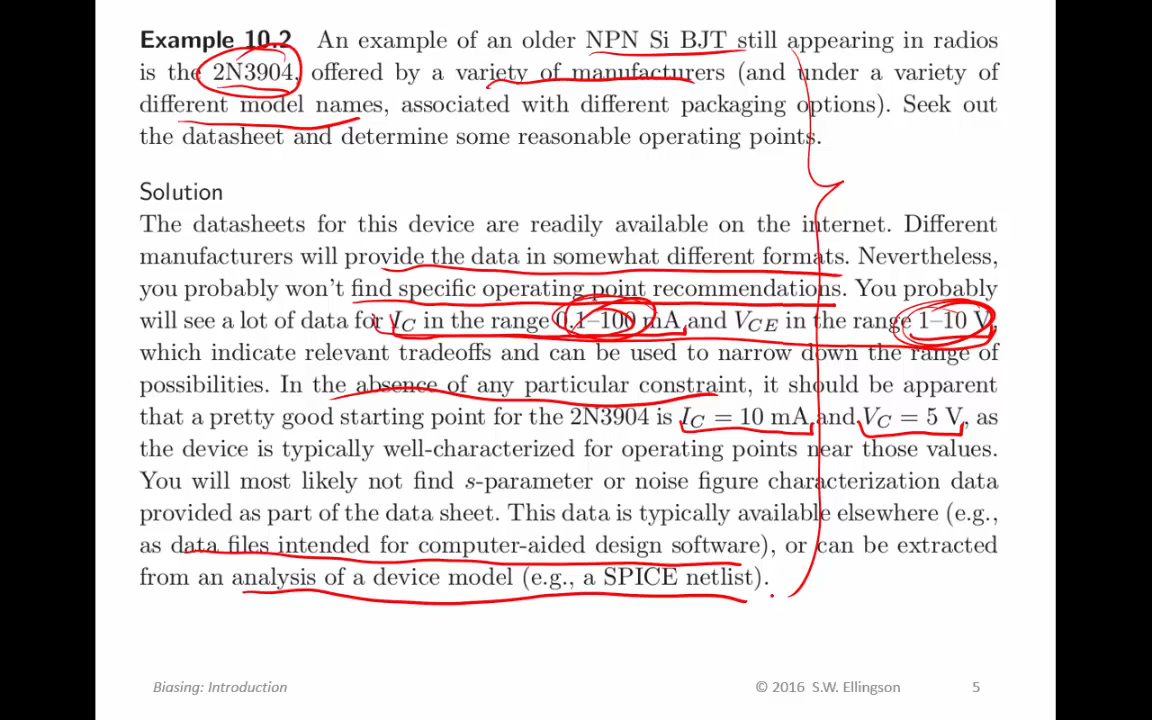 Example 10.2 An example of an older NPN Si BJT still appearing in radios
is the 2N3904, offered by a variety of manufacturers (and under a variety of
different model names, associated with different packaging options). Seek out
the datasheet and determine some reasonable operating points.
Solution
The datasheets for this device are readily available on the internet. Different
manufacturers will provide the data in somewhat different formats. Nevertheless,
you probably won't find specific operating point recommendations. You probably
will see a lot of data for IC in the range 0.1–100 mA and VCE in the range 1–10 V,
which indicate relevant tradeoffs and can be used to narrow down the range of
possibilities. In the absence of any particular constraint, it should be apparent
that a pretty good starting point for the 2N3904 is IC = 10 mA and VC = 5 V, as
the device is typically well-characterized for operating points near those values.
You will most likely not find s-parameter or noise figure characterization data
provided as part of the data sheet. This data is typically available elsewhere (e.g.,
as data files intended for computer-aided design software), or can be extracted
from an analysis of a device model (e.g., a SPICE netlist).
Biasing: Introduction © 2016 S.W. Ellingson 5